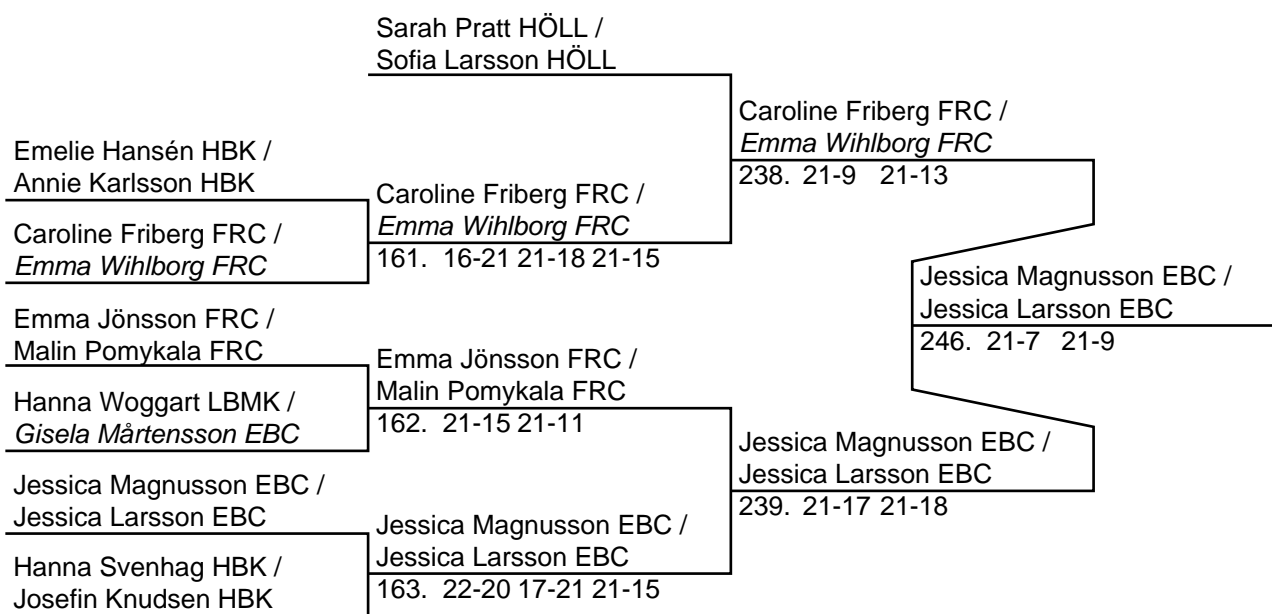 Sarah Pratt HÖLL /
Sofia Larsson HÖLL
Caroline Friberg FRC /
Emma Wihlborg FRC
238. 21-9 21-13
Emelie Hansén HBK /
Annie Karlsson HBK
Caroline Friberg FRC /
Emma Wihlborg FRC
161. 16-21 21-18 21-15
Caroline Friberg FRC /
Emma Wihlborg FRC
Jessica Magnusson EBC /
Jessica Larsson EBC
246. 21-7 21-9
Emma Jönsson FRC /
Malin Pomykala FRC
Emma Jönsson FRC /
Malin Pomykala FRC
162. 21-15 21-11
Hanna Woggart LBMK /
Gisela Mårtensson EBC
Jessica Magnusson EBC /
Jessica Larsson EBC
239. 21-17 21-18
Jessica Magnusson EBC /
Jessica Larsson EBC
Jessica Magnusson EBC /
Jessica Larsson EBC
163. 22-20 17-21 21-15
Hanna Svenhag HBK /
Josefin Knudsen HBK